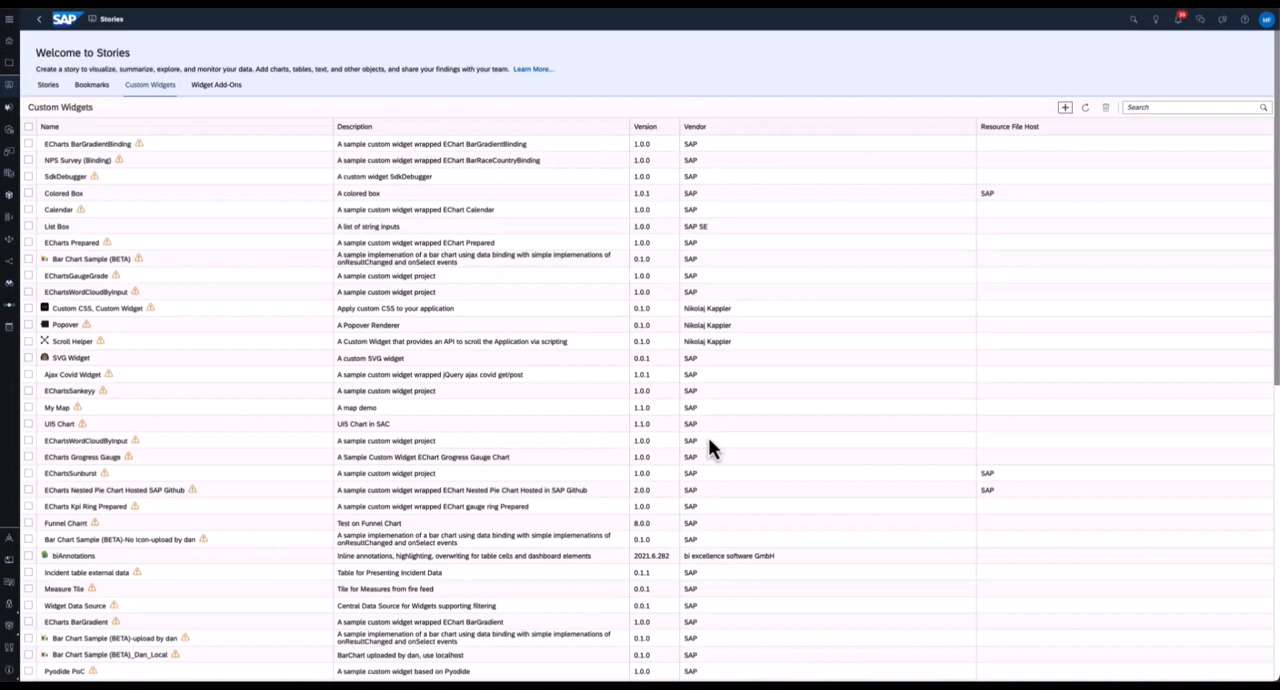 SAP Stories
20
MF
Welcome to Stories
Create a story to visualize, summarize, explore, and monitor your data. Add charts, tables, text, and other objects, and share your findings with your team. Learn More...
Stories Bookmarks Custom Widgets Widget Add-Ons
Custom Widgets Search
Name Description Version Vendor Resource File Host
ECharts BarGradientBinding A sample custom widget wrapped EChart BarGradientBinding 1.0.0 SAP
NPS Survey (Binding) A sample custom widget wrapped EChart BarRaceCountryBinding 1.0.0 SAP
SdkDebugger A custom widget SdkDebugger 1.0.0 SAP
Colored Box A colored box 1.0.1 SAP SAP
Calendar A sample custom widget wrapped EChart Calendar 1.0.0 SAP
List Box A list of string inputs 1.0.0 SAP SE
ECharts Prepared A sample custom widget wrapped EChart Prepared 1.0.0 SAP
Bar Chart Sample (BETA) A sample implemenation of a bar chart using data binding with simple implemenations of 0.1.0 SAP
onResultChanged and onSelect events
EChartsGaugeGrade A sample custom widget project 1.0.0 SAP
EChartsWordCloudByInput A sample custom widget project 1.0.0 SAP
Custom CSS, Custom Widget Apply custom CSS to your application 0.1.0 Nikolaj Kappler
Popover A Popover Renderer 0.1.0 Nikolaj Kappler
Scroll Helper A Custom Widget that provides an API to scroll the Application via scripting 0.1.0 Nikolaj Kappler
SVG Widget A custom SVG widget 0.0.1 SAP
Ajax Covid Widget A sample custom widget wrapped jQuery ajax covid get/post 1.0.1 SAP
EChartsSankeyy A sample custom widget project 1.0.0 SAP
My Map A map demo 1.1.0 SAP
UI5 Chart UI5 Chart in SAC 1.1.0 SAP
EChartsWordCloudByInput A sample custom widget project 1.0.0 SAP
ECharts Grogress Gauge A Sample Custom Widget EChart Grogress Gauge Chart 1.0.0 SAP
EChartsSunburst A sample custom widget project 1.0.0 SAP SAP
ECharts Nested Pie Chart Hosted SAP Github A sample custom widget wrapped EChart Nested Pie Chart Hosted in SAP Github 2.0.0 SAP SAP
ECharts Kpi Ring Prepared A sample custom widget wrapped EChart gauge ring Prepared 1.0.0 SAP
Funnel Charrt Test on Funnel Chart 8.0.0 SAP
Bar Chart Sample (BETA)-No Icon-upload by dan A sample implemenation of a bar chart using data binding with simple implemenations of 0.1.0 SAP
onResultChanged and onSelect events
biAnnotations Inline annotations, highlighting, overwriting for table cells and dashboard elements 2021.6.282 bi excellence software GmbH
Incident table external data Table for Presenting Incident Data 0.1.1 SAP
Measure Tile Tile for Measures from fire feed 0.0.1 SAP
Widget Data Source Central Data Source for Widgets supporting filtering 0.0.1 SAP
ECharts BarGradient A sample custom widget wrapped EChart BarGradient 1.0.0 SAP
Bar Chart Sample (BETA)-upload by dan A sample implemenation of a bar chart using data binding with simple implemenations of 0.1.0 SAP
onResultChanged and onSelect events
Bar Chart Sample (BETA)_Dan_Local BarChart uploaded by dan, use localhost 0.1.0 SAP
Pyodide PoC A sample custom widget based on Pyodide 1.0.0 SAP